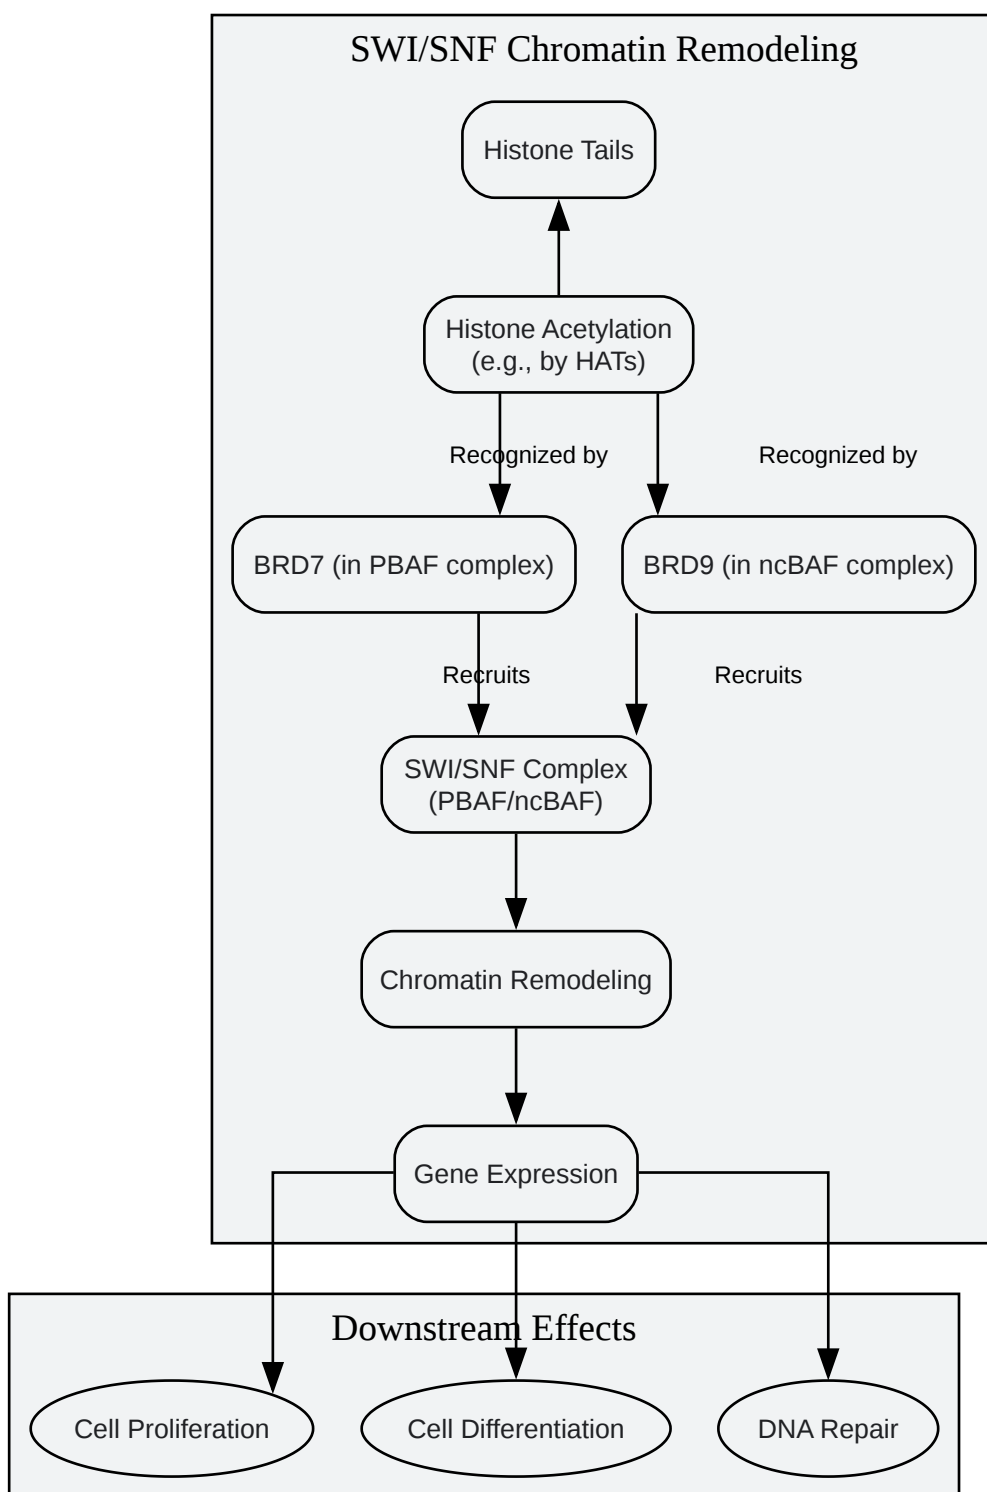 SWI/SNF Chromatin Remodeling
Histone Tails
Histone Acetylation
(e.g., by HATs)
Recognized by
Recognized by
BRD7 (in PBAF complex)
BRD9 (in ncBAF complex)
Recruits
Recruits
SWI/SNF Complex
(PBAF/ncBAF)
Chromatin Remodeling
Gene Expression
Downstream Effects
Cell Proliferation
Cell Differentiation
DNA Repair